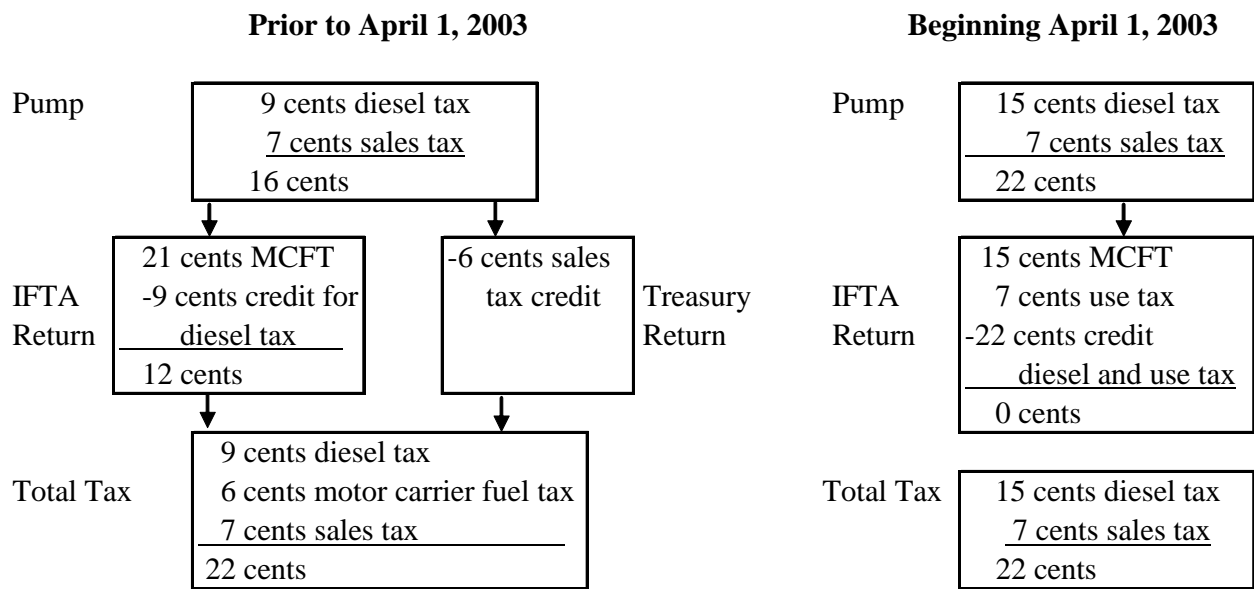 Prior to April 1, 2003
Pump
9 cents diesel tax
7 cents sales tax
16 cents
IFTA
Return
21 cents MCFT
-9 cents credit for
diesel tax
12 cents
-6 cents sales
tax credit
Treasury
Return
Total Tax
9 cents diesel tax
6 cents motor carrier fuel tax
7 cents sales tax
22 cents
Beginning April 1, 2003
Pump
15 cents diesel tax
7 cents sales tax
22 cents
IFTA
Return
15 cents MCFT
7 cents use tax
-22 cents credit
diesel and use tax
0 cents
Total Tax
15 cents diesel tax
7 cents sales tax
22 cents